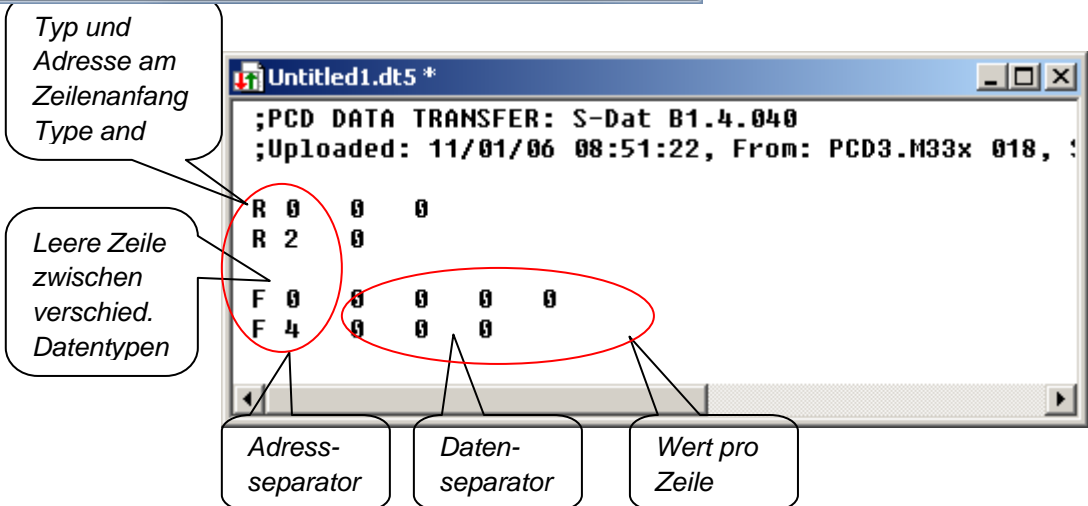 Typ und
Adresse am
Zeilenanfang
Type and
Untitled1.dt5 *
;PCD DATA TRANSFER: S-Dat B1.4.040
;Uploaded: 11/01/06 08:51:22, From: PCD3.M33x 018,
R 0 0 0
R 2 0
F 0 0 0 0 0
F 4 0 0 0
Leere Zeile
zwischen
verschied.
Datentypen
Adress-
separator
Daten-
separator
Wert pro
Zeile